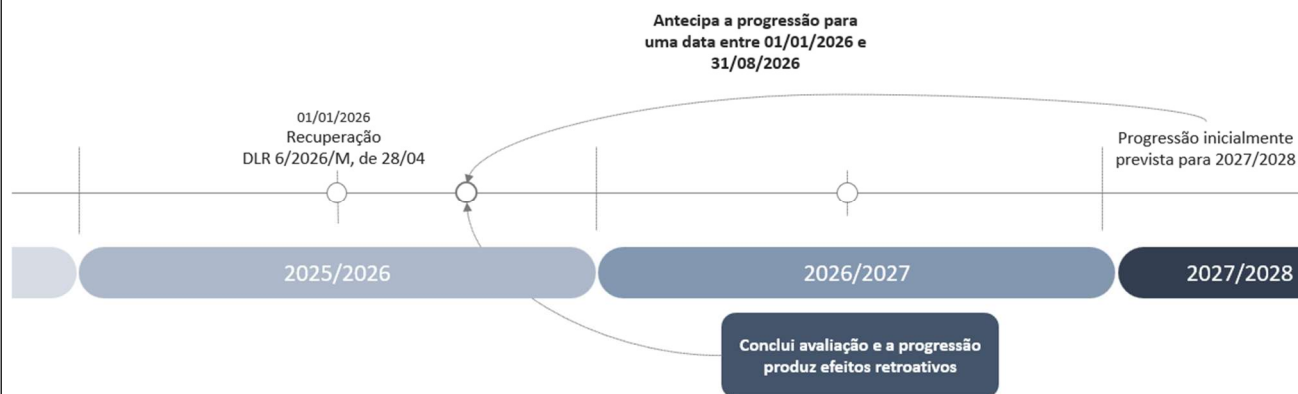 Antecipa a progressão para
uma data entre 01/01/2026 e
31/08/2026
01/01/2026
Recuperação
DLR 6/2026/M, de 28/04
Progressão inicialmente
prevista para 2027/2028
2025/2026
2026/2027
2027/2028
Conclui avaliação e a progressão
produz efeitos retroativos